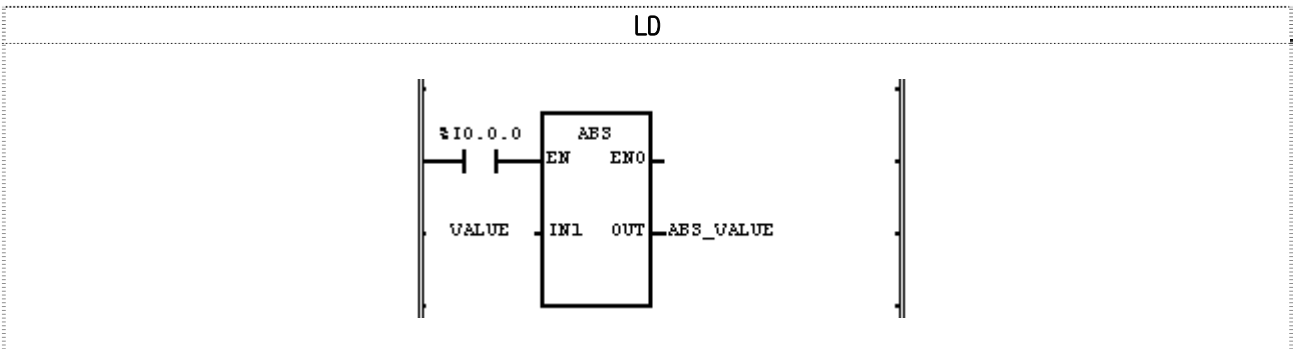 LD
%I0.0.0 ABS
EN ENO
VALUE IN1 OUT ABS_VALUE